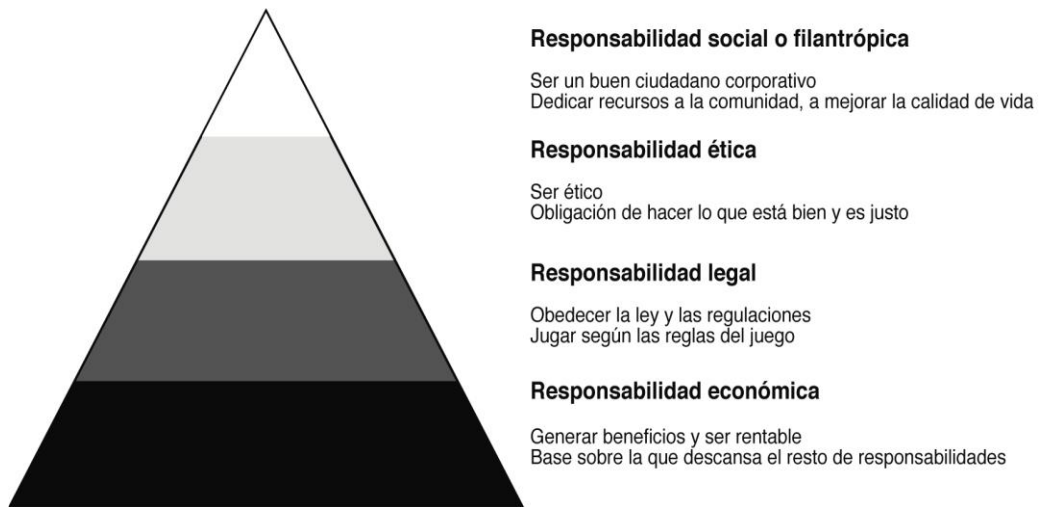 Responsabilidad social o filantrópica
Ser un buen ciudadano corporativo
Dedicar recursos a la comunidad, a mejorar la calidad de vida
Responsabilidad ética
Ser ético
Obligación de hacer lo que está bien y es justo
Responsabilidad legal
Obedecer la ley y las regulaciones
Jugar según las reglas del juego
Responsabilidad económica
Generar beneficios y ser rentable
Base sobre la que descansa el resto de responsabilidades